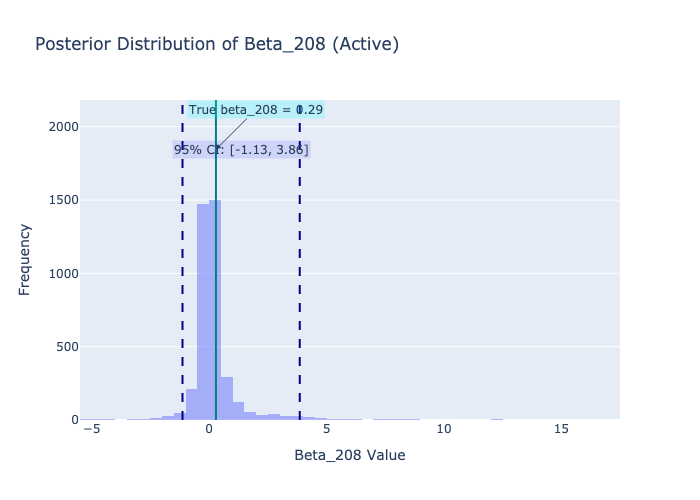 Posterior Distribution of Beta_208 (Active)
True beta_208 = 0.29
95% CI: [-1.13, 3.86]
2000
1500
1000
500
0
Frequency
−5
0
5
10
15
Beta_208 Value